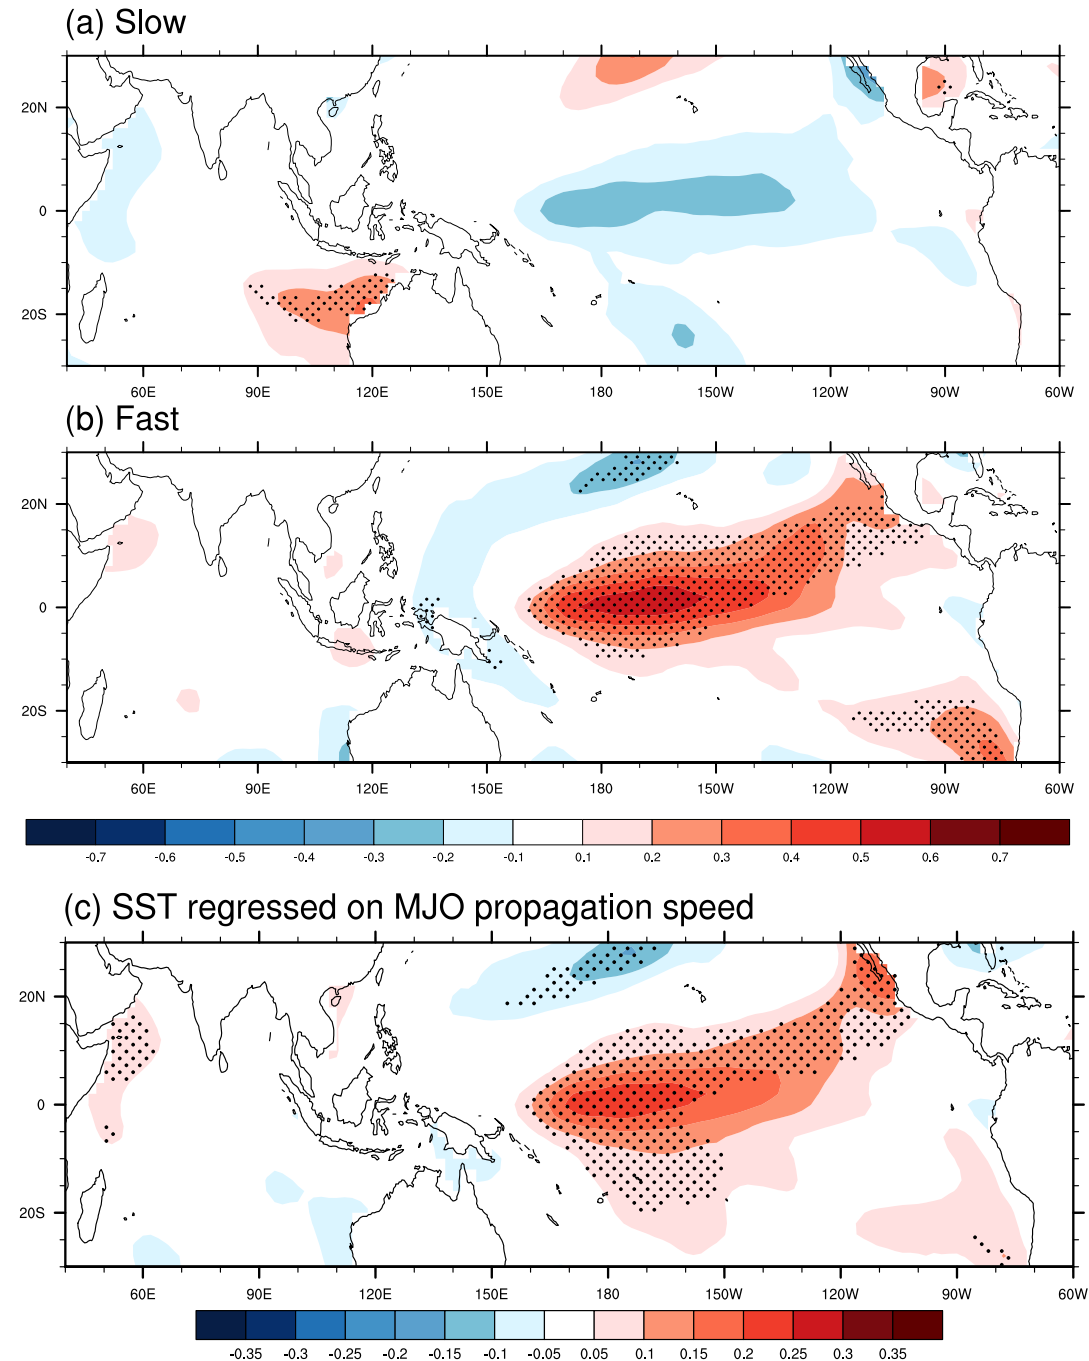 (a) Slow
20N
0
20S
60E 90E 120E 150E 180 150W 120W 90W 60W
(b) Fast
20N
0
20S
60E 90E 120E 150E 180 150W 120W 90W 60W
-0.7 -0.6 -0.5 -0.4 -0.3 -0.2 -0.1 0.1 0.2 0.3 0.4 0.5 0.6 0.7
(c) SST regressed on MJO propagation speed
20N
0
20S
60E 90E 120E 150E 180 150W 120W 90W 60W
-0.35 -0.3 -0.25 -0.2 -0.15 -0.1 -0.05 0.05 0.1 0.15 0.2 0.25 0.3 0.35